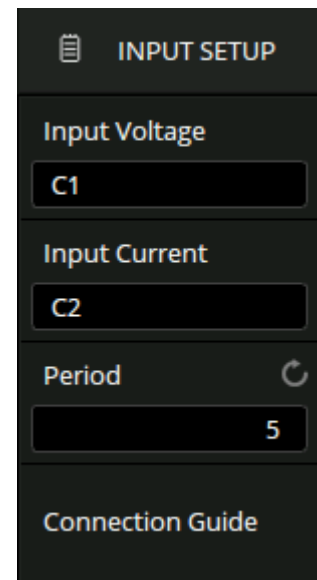 INPUT SETUP
Input Voltage
C1
Input Current
C2
Period
5
Connection Guide